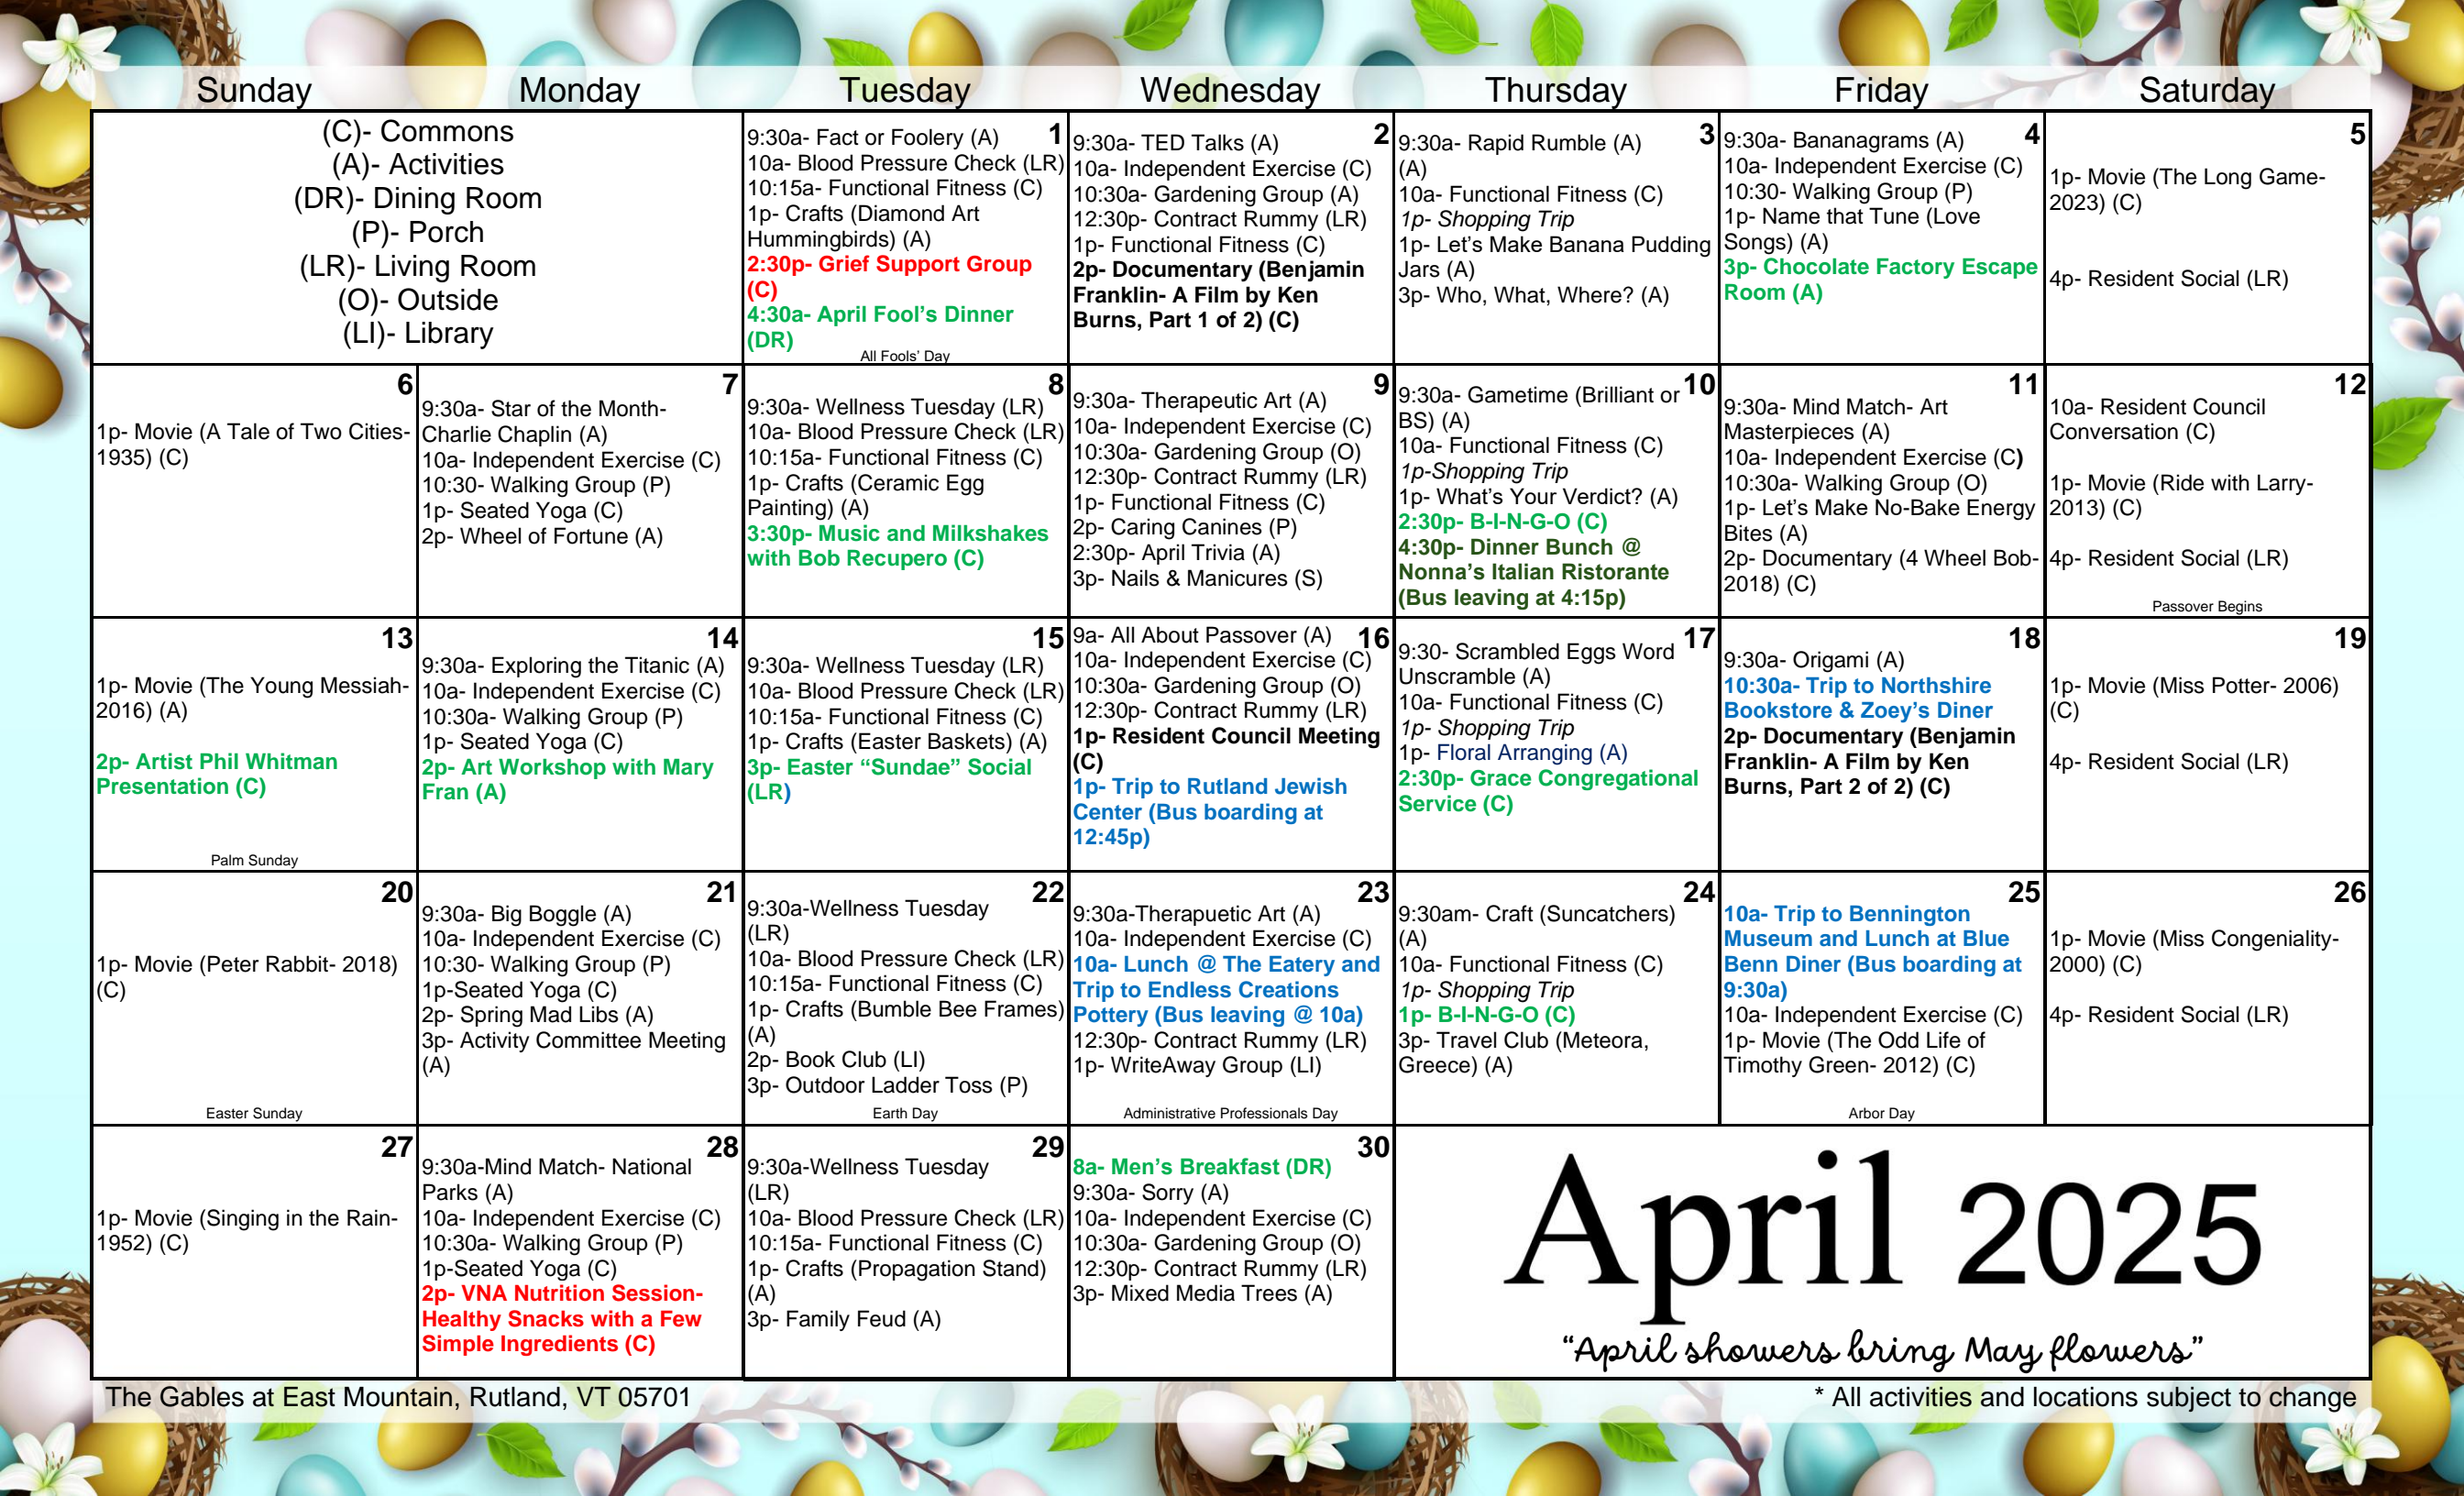 Sunday Monday Tuesday Wednesday Thursday Friday Saturday
(C)- Commons
(A)- Activities
(DR)- Dining Room
(P)- Porch
(LR)- Living Room
(O)- Outside
(LI)- Library
1
9:30a- Fact or Foolery (A)
10a- Blood Pressure Check (LR)
10:15a- Functional Fitness (C)
1p- Crafts (Diamond Art
Hummingbirds) (A)
2:30p- Grief Support Group
(C)
4:30a- April Fool's Dinner
(DR)
All Fools' Day
2
9:30a- TED Talks (A)
10a- Independent Exercise (C)
10:30a- Gardening Group (A)
12:30p- Contract Rummy (LR)
1p- Functional Fitness (C)
2p- Documentary (Benjamin
Franklin- A Film by Ken
Burns, Part 1 of 2) (C)
3
9:30a- Rapid Rumble (A)
(A)
10a- Functional Fitness (C)
1p- Shopping Trip
1p- Let's Make Banana Pudding
Jars (A)
3p- Who, What, Where? (A)
4
9:30a- Bananagrams (A)
10a- Independent Exercise (C)
10:30- Walking Group (P)
1p- Name that Tune (Love
Songs) (A)
3p- Chocolate Factory Escape
Room (A)
5
1p- Movie (The Long Game-
2023) (C)
4p- Resident Social (LR)
6
1p- Movie (A Tale of Two Cities-
1935) (C)
7
9:30a- Star of the Month-
Charlie Chaplin (A)
10a- Independent Exercise (C)
10:30- Walking Group (P)
1p- Seated Yoga (C)
2p- Wheel of Fortune (A)
8
9:30a- Wellness Tuesday (LR)
10a- Blood Pressure Check (LR)
10:15a- Functional Fitness (C)
1p- Crafts (Ceramic Egg
Painting) (A)
3:30p- Music and Milkshakes
with Bob Recupero (C)
9
9:30a- Therapeutic Art (A)
10a- Independent Exercise (C)
10:30a- Gardening Group (O)
12:30p- Contract Rummy (LR)
1p- Functional Fitness (C)
2p- Caring Canines (P)
2:30p- April Trivia (A)
3p- Nails & Manicures (S)
10
9:30a- Gametime (Brilliant or
BS) (A)
10a- Functional Fitness (C)
1p-Shopping Trip
1p- What's Your Verdict? (A)
2:30p- B-I-N-G-O (C)
4:30p- Dinner Bunch @
Nonna's Italian Ristorante
(Bus leaving at 4:15p)
11
9:30a- Mind Match- Art
Masterpieces (A)
10a- Independent Exercise (C)
10:30a- Walking Group (O)
1p- Let's Make No-Bake Energy
Bites (A)
2p- Documentary (4 Wheel Bob-
2018) (C)
12
10a- Resident Council
Conversation (C)
1p- Movie (Ride with Larry-
2013) (C)
4p- Resident Social (LR)
Passover Begins
13
1p- Movie (The Young Messiah-
2016) (A)
2p- Artist Phil Whitman
Presentation (C)
Palm Sunday
14
9:30a- Exploring the Titanic (A)
10a- Independent Exercise (C)
10:30a- Walking Group (P)
1p- Seated Yoga (C)
2p- Art Workshop with Mary
Fran (A)
15
9:30a- Wellness Tuesday (LR)
10a- Blood Pressure Check (LR)
10:15a- Functional Fitness (C)
1p- Crafts (Easter Baskets) (A)
3p- Easter “Sundae” Social
(LR)
16
9a- All About Passover (A)
10a- Independent Exercise (C)
10:30a- Gardening Group (O)
12:30p- Contract Rummy (LR)
1p- Resident Council Meeting
(C)
1p- Trip to Rutland Jewish
Center (Bus boarding at
12:45p)
17
9:30- Scrambled Eggs Word
Unscramble (A)
10a- Functional Fitness (C)
1p- Shopping Trip
1p- Floral Arranging (A)
2:30p- Grace Congregational
Service (C)
18
9:30a- Origami (A)
10:30a- Trip to Northshire
Bookstore & Zoey's Diner
2p- Documentary (Benjamin
Franklin- A Film by Ken
Burns, Part 2 of 2) (C)
19
1p- Movie (Miss Potter- 2006)
(C)
4p- Resident Social (LR)
20
1p- Movie (Peter Rabbit- 2018)
(C)
Easter Sunday
21
9:30a- Big Boggle (A)
10a- Independent Exercise (C)
10:30- Walking Group (P)
1p-Seated Yoga (C)
2p- Spring Mad Libs (A)
3p- Activity Committee Meeting
(A)
22
9:30a-Wellness Tuesday
(LR)
10a- Blood Pressure Check (LR)
10:15a- Functional Fitness (C)
1p- Crafts (Bumble Bee Frames)
(A)
2p- Book Club (LI)
3p- Outdoor Ladder Toss (P)
Earth Day
23
9:30a-Therapuetic Art (A)
10a- Independent Exercise (C)
10a- Lunch @ The Eatery and
Trip to Endless Creations
Pottery (Bus leaving @ 10a)
12:30p- Contract Rummy (LR)
1p- WriteAway Group (LI)
Administrative Professionals Day
24
9:30am- Craft (Suncatchers)
(A)
10a- Functional Fitness (C)
1p- Shopping Trip
1p- B-I-N-G-O (C)
3p- Travel Club (Meteora,
Greece) (A)
25
10a- Trip to Bennington
Museum and Lunch at Blue
Benn Diner (Bus boarding at
9:30a)
10a- Independent Exercise (C)
1p- Movie (The Odd Life of
Timothy Green- 2012) (C)
Arbor Day
26
1p- Movie (Miss Congeniality-
2000) (C)
4p- Resident Social (LR)
27
1p- Movie (Singing in the Rain-
1952) (C)
28
9:30a-Mind Match- National
Parks (A)
10a- Independent Exercise (C)
10:30a- Walking Group (P)
1p-Seated Yoga (C)
2p- VNA Nutrition Session-
Healthy Snacks with a Few
Simple Ingredients (C)
29
9:30a-Wellness Tuesday
(LR)
10a- Blood Pressure Check (LR)
10:15a- Functional Fitness (C)
1p- Crafts (Propagation Stand)
(A)
3p- Family Feud (A)
30
8a- Men's Breakfast (DR)
9:30a- Sorry (A)
10a- Independent Exercise (C)
10:30a- Gardening Group (O)
12:30p- Contract Rummy (LR)
3p- Mixed Media Trees (A)
April 2025
“April showers bring May flowers”
The Gables at East Mountain, Rutland, VT 05701
* All activities and locations subject to change